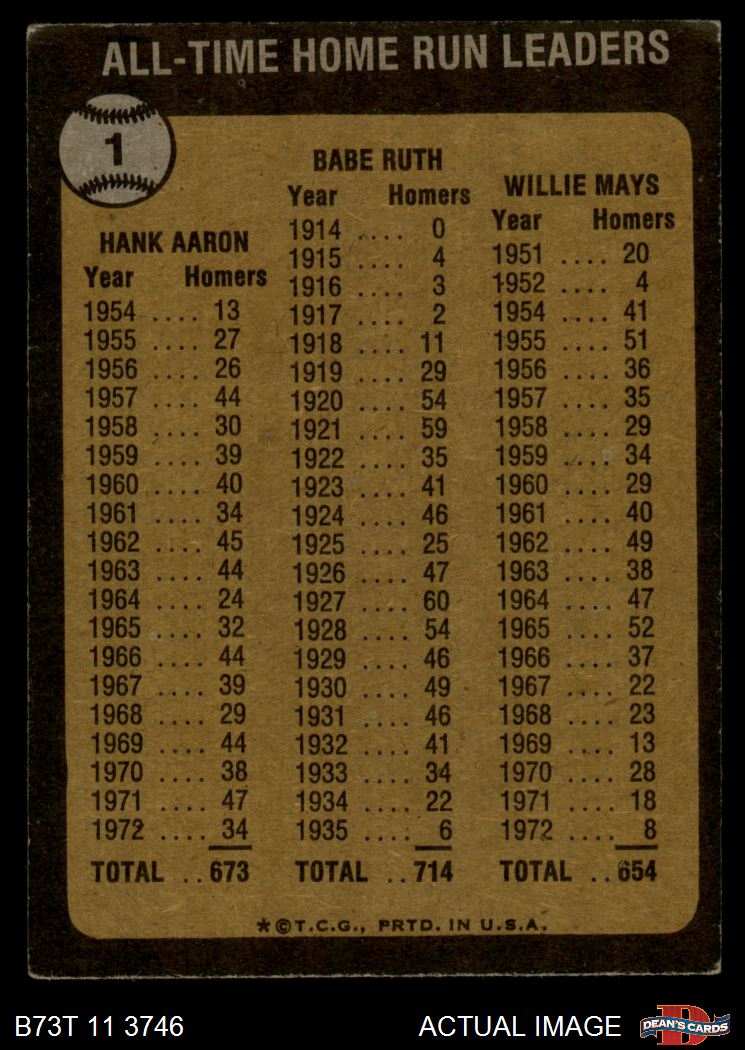 ALL-TIME HOME RUN LEADERS
1
HANK AARON
Year Homers
1954 .... 13
1955 .... 27
1956 .... 26
1957 .... 44
1958 .... 30
1959 .... 39
1960 .... 40
1961 .... 34
1962 .... 45
1963 .... 44
1964 .... 24
1965 .... 32
1966 .... 44
1967 .... 39
1968 .... 29
1969 .... 44
1970 .... 38
1971 .... 47
1972 .... 34
TOTAL ..673
BABE RUTH
Year Homers
1914 .... 0
1915 .... 4
1916 .... 3
1917 .... 2
1918 .... 11
1919 .... 29
1920 .... 54
1921 .... 59
1922 .... 35
1923 .... 41
1924 .... 46
1925 .... 25
1926 .... 47
1927 .... 60
1928 .... 54
1929 .... 46
1930 .... 49
1931 .... 46
1932 .... 41
1933 .... 34
1934 .... 22
1935 .... 6
TOTAL ..714
WILLIE MAYS
Year Homers
1951 .... 20
1952 .... 4
1954 .... 41
1955 .... 51
1956 .... 36
1957 .... 35
1958 .... 29
1959 .... 34
1960 .... 29
1961 .... 40
1962 .... 49
1963 .... 38
1964 .... 47
1965 .... 52
1966 .... 37
1967 .... 22
1968 .... 23
1969 .... 13
1970 .... 28
1971 .... 18
1972 .... 8
TOTAL ..654
*©T.C.G., PRTD. IN U.S.A.
B73T 11 3746 ACTUAL IMAGE
D
DEAN'S CARDS